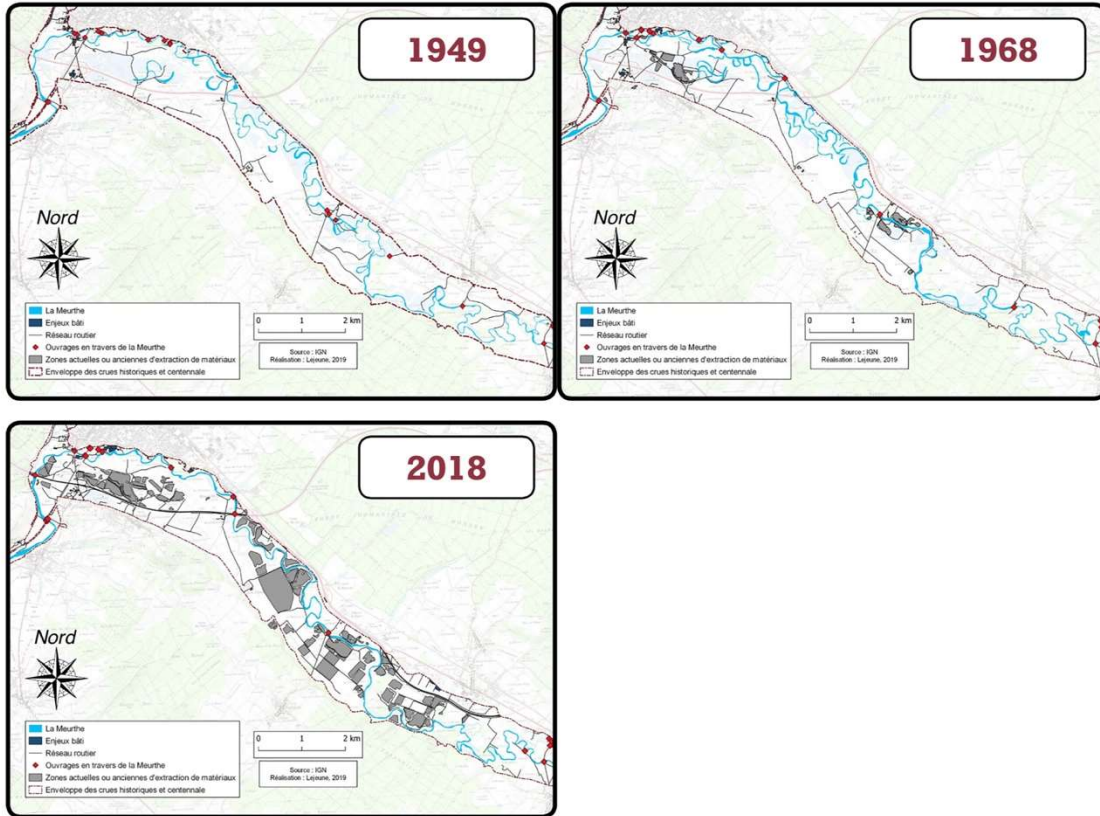 1949
Nord
La Meurthe
Enjeux bâti
Réseau routier
Ouvrages en travers de la Meurthe
Zones actuelles ou anciennes d'extraction de matériaux
Enveloppe des crues historiques et centennale
0 1 2 km
Source : IGN
Réalisation : Lejeune, 2019
1968
Nord
La Meurthe
Enjeux bâti
Réseau routier
Ouvrages en travers de la Meurthe
Zones actuelles ou anciennes d'extraction de matériaux
Enveloppe des crues historiques et centennale
0 1 2 km
Source : IGN
Réalisation : Lejeune, 2019
2018
Nord
La Meurthe
Enjeux bâti
Réseau routier
Ouvrages en travers de la Meurthe
Zones actuelles ou anciennes d'extraction de matériaux
Enveloppe des crues historiques et centennale
0 1 2 km
Source : IGN
Réalisation : Lejeune, 2019